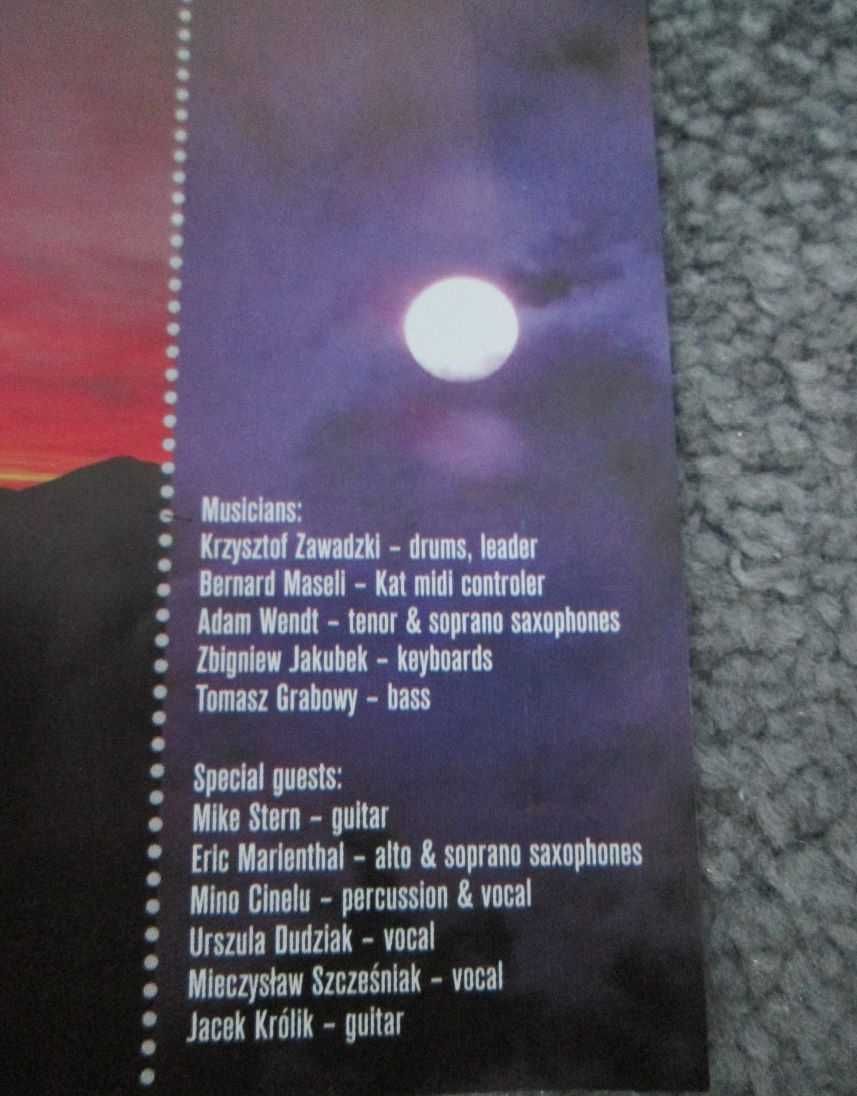 Musicians:
Krzysztof Zawadzki – drums, leader
Bernard Maseli – Kat midi controler
Adam Wendt – tenor & soprano saxophones
Zbigniew Jakubek – keyboards
Tomasz Grabowy – bass
Special guests:
Mike Stern – guitar
Eric Marienthal – alto & soprano saxophones
Mino Cinelu – percussion & vocal
Urszula Dudziak – vocal
Mieczysław Szcześniak – vocal
Jacek Królik – guitar